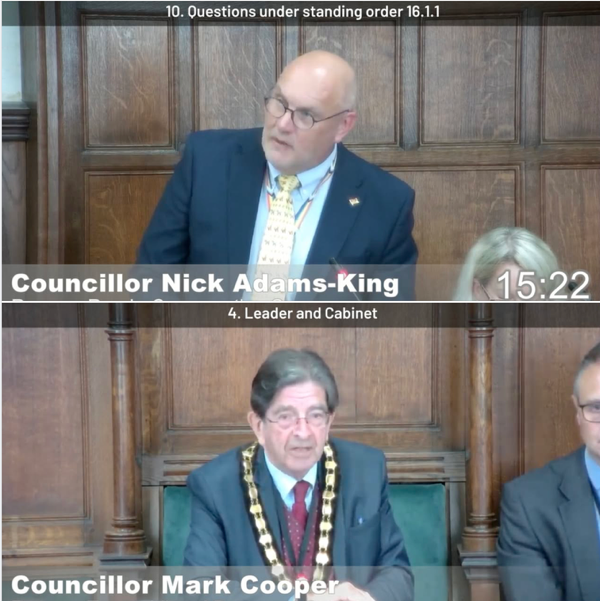 10. Questions under standing order 16.1.1
Councillor Nick Adams-King
15:22
4. Leader and Cabinet
Councillor Mark Cooper